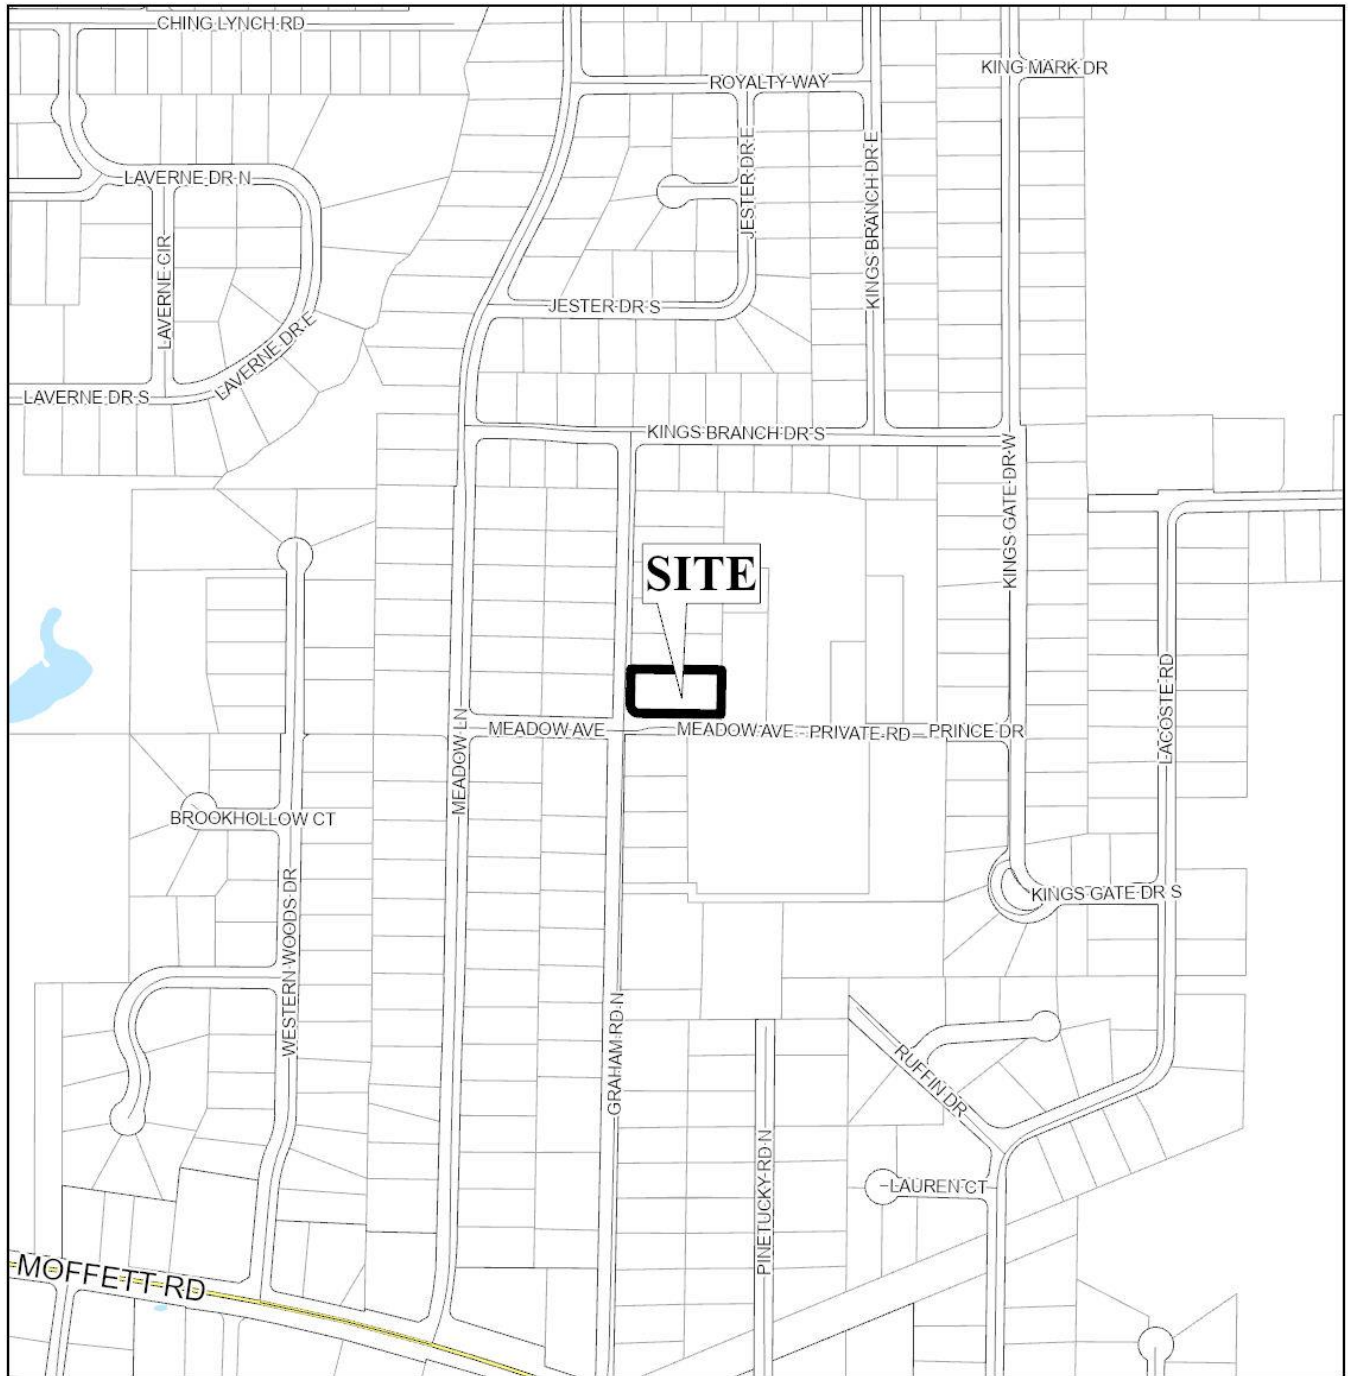 CHING LYNCH RD
KING MARK DR
ROYALTY WAY
JESTER DR E
KINGS BRANCH DR E
LAVERNE DR N
LAVERNE CIR
LAVERNE DR E
JESTER DR S
LAVERNE DR S
KINGS BRANCH DR S
KINGS GATE DR W
SITE
LACOSTE RD
MEADOW LN
MEADOW AVE
MEADOW AVE
PRIVATE RD
PRINCE DR
BROOKHOLLOW CT
WESTERN WOODS DR
KINGS GATE DR S
GRAHAM RD N
RUFFIN DR
PINETUCKY RD N
LAUREN CT
MOFFETT RD